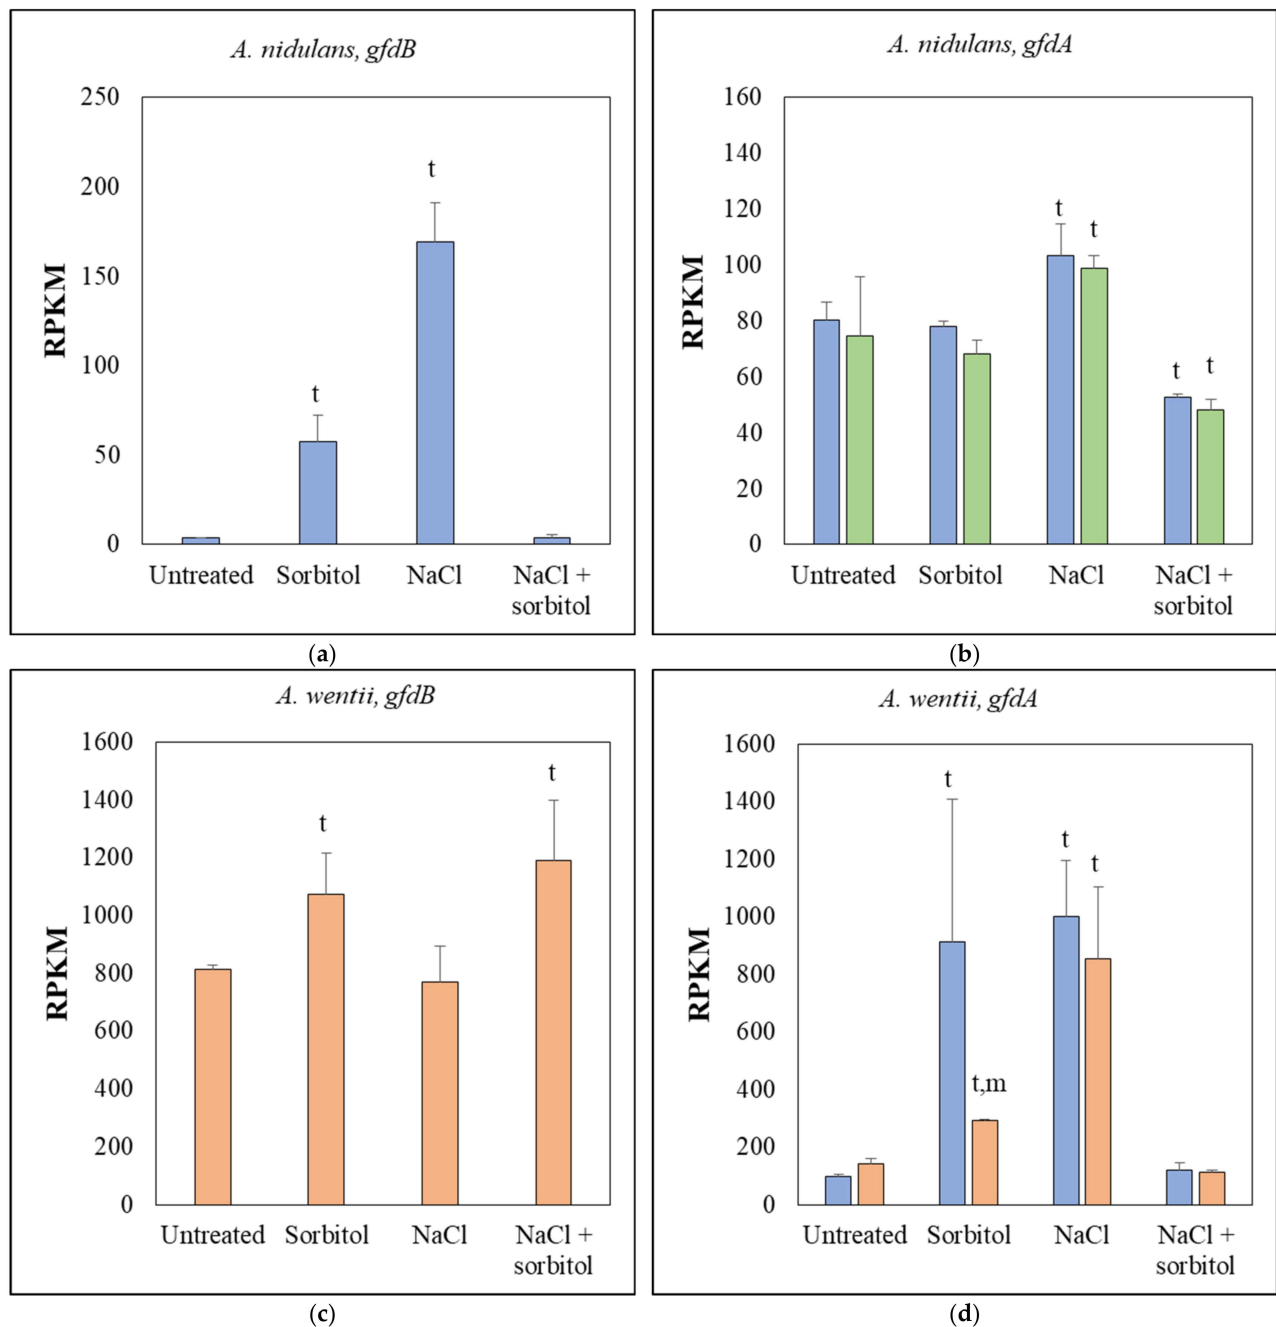 A. nidulans, gfdB
250
200
150
100
50
0
RPKM
t
t
Untreated
Sorbitol
NaCl
NaCl +
sorbitol
(a)
A. nidulans, gfdA
160
140
120
100
80
60
40
20
0
RPKM
t
t
t
t
Untreated
Sorbitol
NaCl
NaCl +
sorbitol
(b)
A. wentii, gfdB
1600
1400
1200
1000
800
600
400
200
0
RPKM
t
t
Untreated
Sorbitol
NaCl
NaCl +
sorbitol
(c)
A. wentii, gfdA
1600
1400
1200
1000
800
600
400
200
0
RPKM
t
t,m
t
t
Untreated
Sorbitol
NaCl
NaCl +
sorbitol
(d)